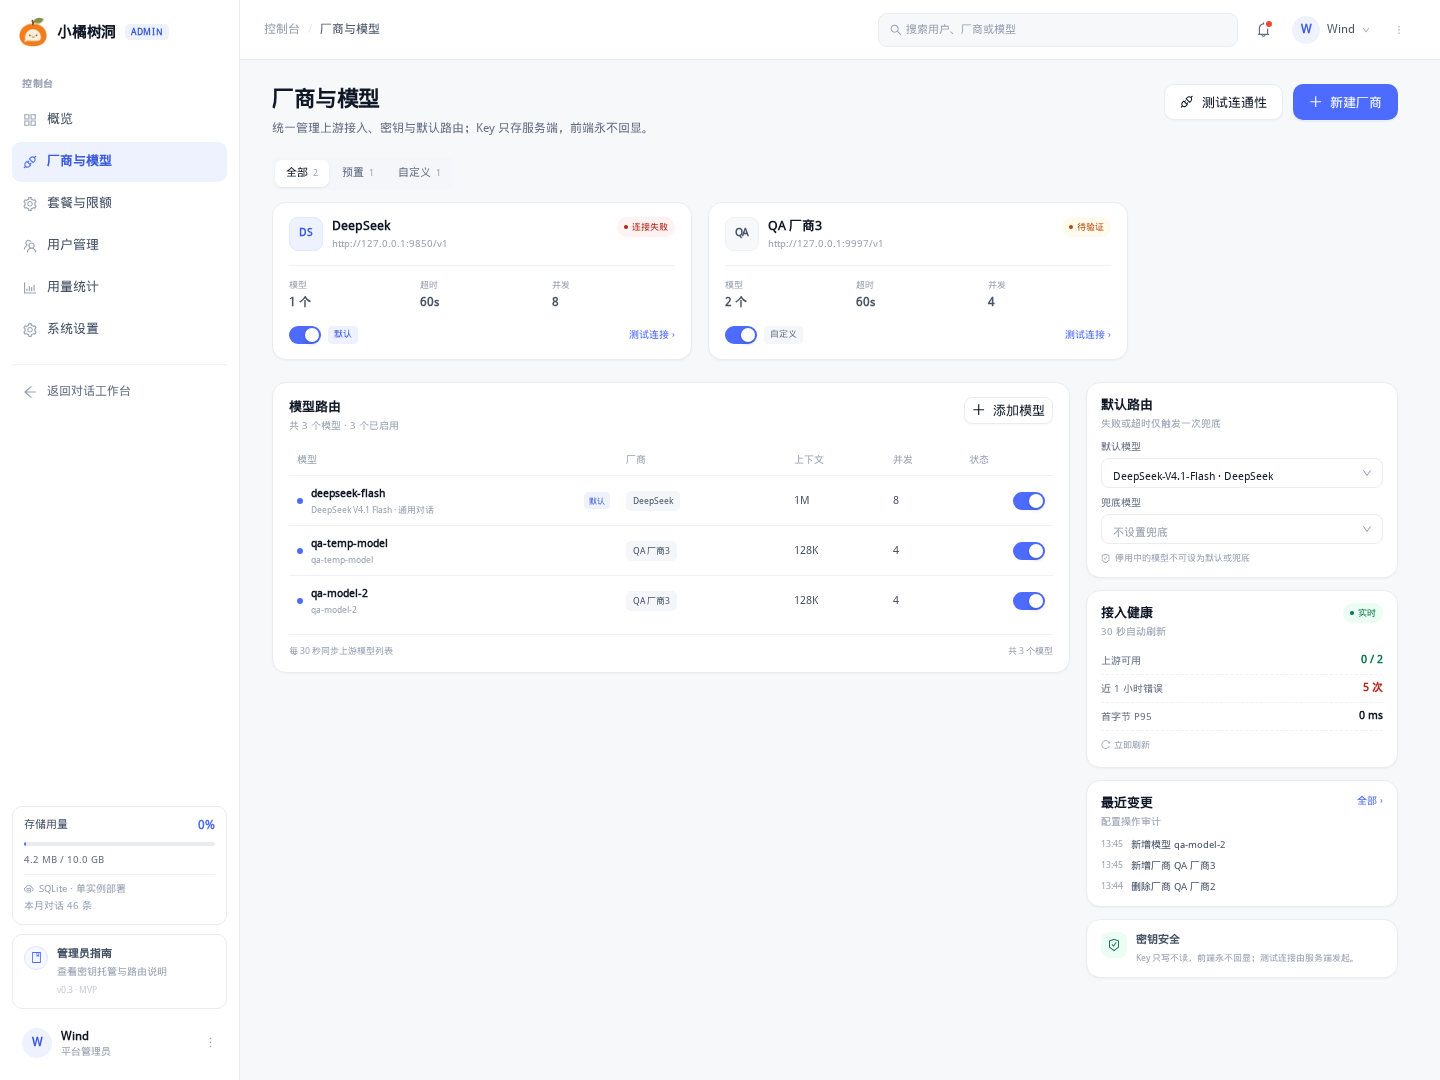 小橘树洞 ADMIN
控制台
概览
厂商与模型
套餐与限额
用户管理
用量统计
系统设置
返回对话工作台
存储用量 0%
4.2 MB / 10.0 GB
SQLite · 单实例部署
本月对话 46 条
管理员指南
查看密钥托管与路由说明
v0.3 · MVP
W Wind
平台管理员
控制台 / 厂商与模型
搜索用户、厂商或模型
W Wind
厂商与模型
统一管理上游接入、密钥与默认路由；Key 只存服务端，前端永不回显。
测试连通性
新建厂商
全部 2 预置 1 自定义 1
DS DeepSeek 连接失败
http://127.0.0.1:9850/v1
模型 超时 并发
1 个 60s 8
默认 测试连接 ›
QA QA 厂商3 待验证
http://127.0.0.1:9997/v1
模型 超时 并发
2 个 60s 4
自定义 测试连接 ›
模型路由
共 3 个模型 · 3 个已启用
添加模型
模型 厂商 上下文 并发 状态
deepseek-flash 默认 DeepSeek 1M 8
DeepSeek V4.1 Flash · 通用对话
qa-temp-model QA 厂商3 128K 4
qa-temp-model
qa-model-2 QA 厂商3 128K 4
qa-model-2
每 30 秒同步上游模型列表 共 3 个模型
默认路由
失败或超时仅触发一次兜底
默认模型
DeepSeek-V4.1-Flash · DeepSeek
兜底模型
不设置兜底
停用中的模型不可设为默认或兜底
接入健康 实时
30 秒自动刷新
上游可用 0 / 2
近 1 小时错误 5 次
首字节 P95 0 ms
立即刷新
最近变更 全部 ›
配置操作审计
13:45 新增模型 qa-model-2
13:45 新增厂商 QA 厂商3
13:44 删除厂商 QA 厂商2
密钥安全
Key 只写不读，前端永不回显；测试连接由服务端发起。